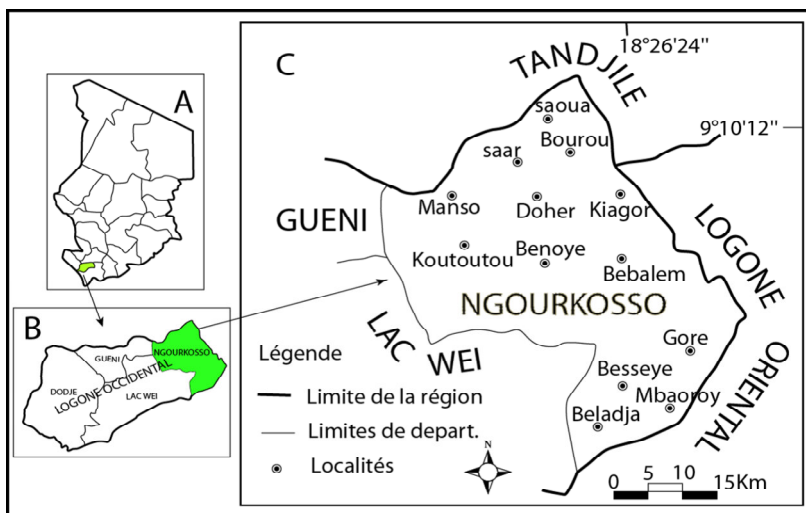 A
B
GUENI
NGOURKOSSO
DODJE
LOGONE OCCIDENTAL
LAC WEI
C
18°26'24"
TANDJILE
9°10'12"
saoua
Bourou
saar
Manso
Doher
Kiagor
GUENI
LOGONE
Koutoutou
Benoye
Bebalem
NGOURKOSSO
LAC WEI
Gore
ORIENTAL
Besseye
Mbaoroy
Beladja
Légende
Limite de la région
Limites de depart.
Localités
N
0 5 10 15Km